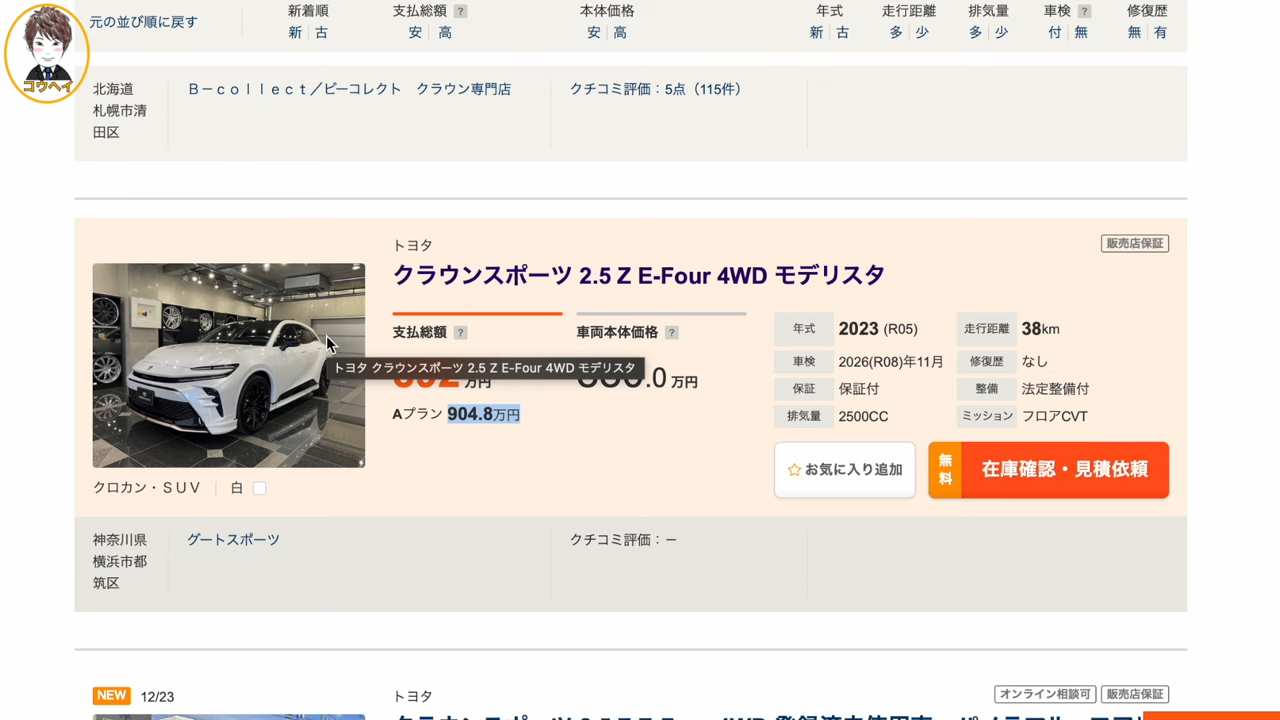 コウヘイ
元の並び順に戻す
新着順
新 古
支払総額 ?
安 高
本体価格
安 高
年式
新 古
走行距離
多 少
排気量
多 少
車検 ?
付 無
修復歴
無 有
北海道
札幌市清
田区
Ｂ－ｃｏｌｌｅｃｔ／ビーコレクト　クラウン専門店
クチコミ評価：5点（115件）
トヨタ
販売店保証
クラウンスポーツ 2.5 Z E-Four 4WD モデリスタ
支払総額 ?
車両本体価格 ?
トヨタ クラウンスポーツ 2.5 Z E-Four 4WD モデリスタ
万円
.0 万円
Aプラン 904.8万円
年式 2023 (R05)
走行距離 38km
車検 2026(R08)年11月
修復歴 なし
保証 保証付
整備 法定整備付
排気量 2500CC
ミッション フロアCVT
お気に入り追加
無料 在庫確認・見積依頼
クロカン・ＳＵＶ 白
神奈川県
横浜市都
筑区
グートスポーツ
クチコミ評価：－
NEW 12/23
トヨタ
オンライン相談可 販売店保証